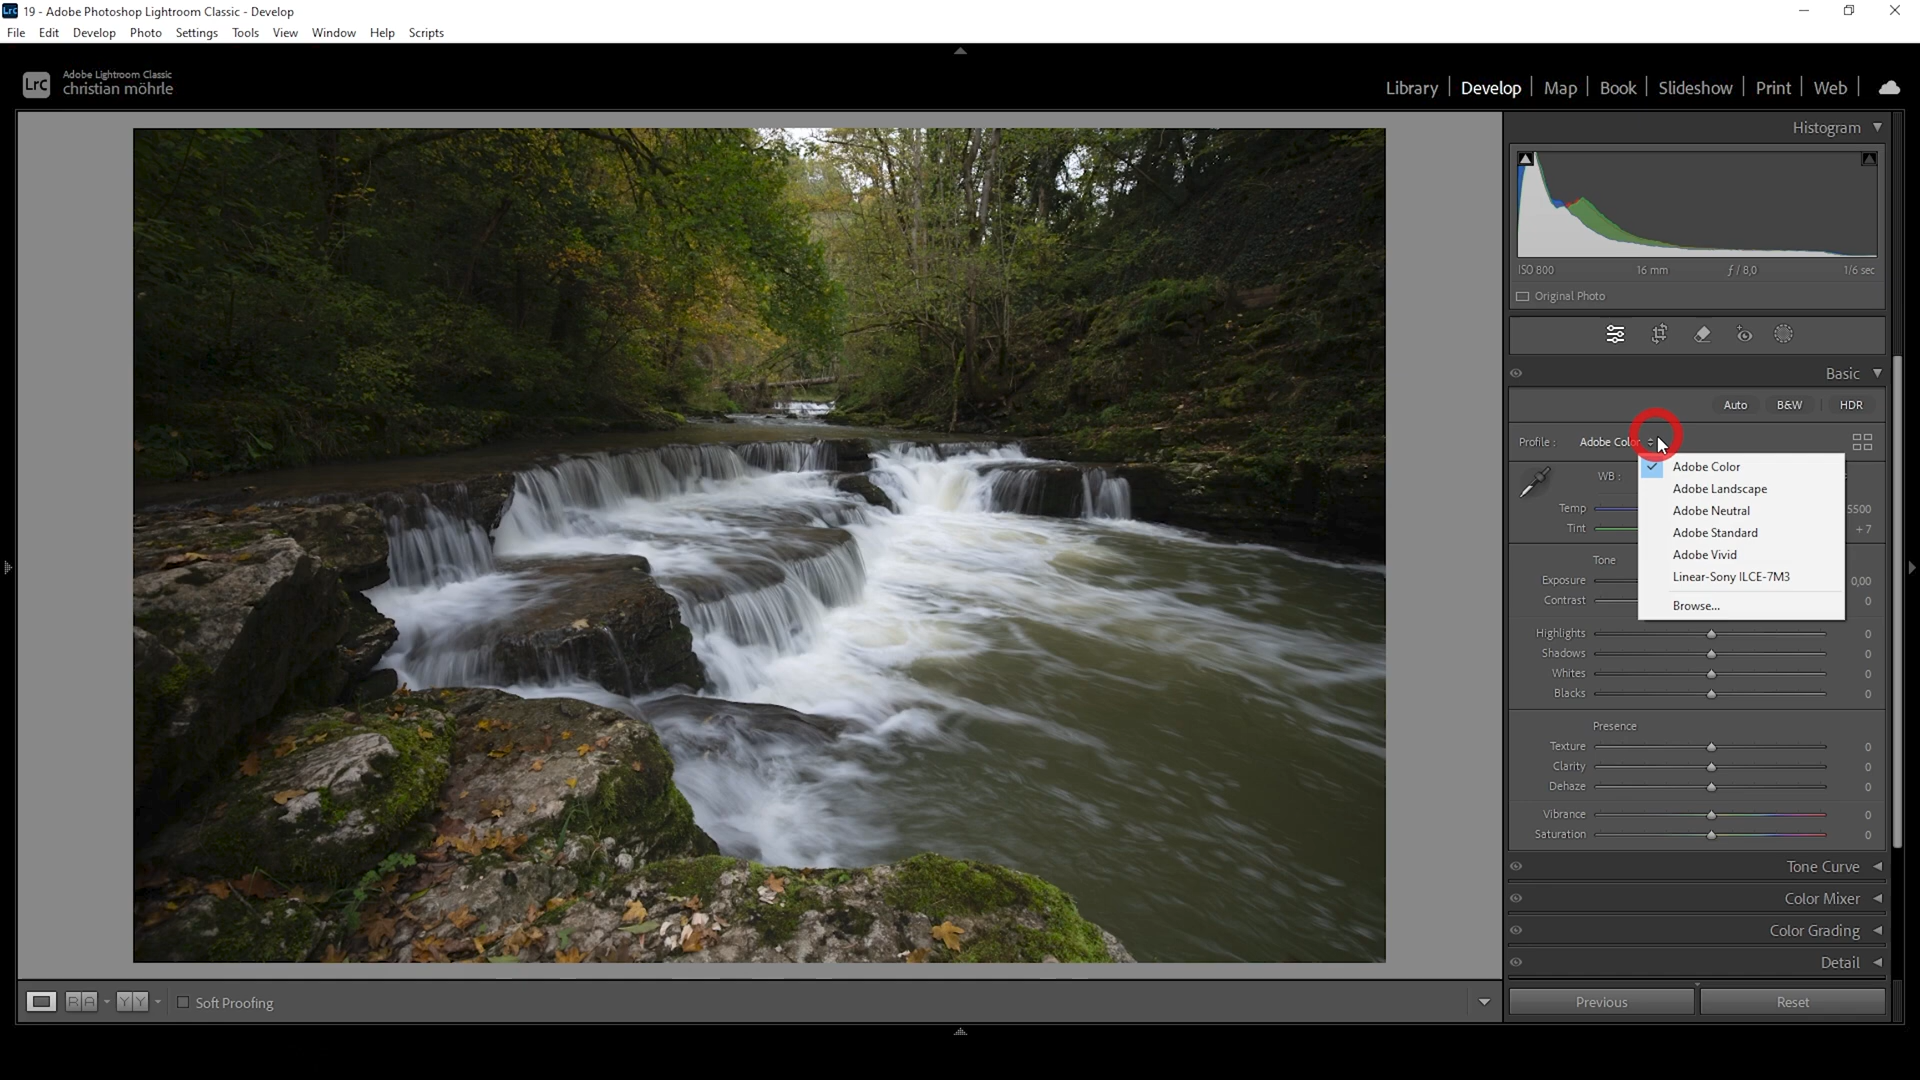 19 - Adobe Photoshop Lightroom Classic - Develop
File Edit Develop Photo Settings Tools View Window Help Scripts
Lrc
Adobe Lightroom Classic
christian möhrle
Library | Develop | Map | Book | Slideshow | Print | Web |
Histogram
ISO 800 16 mm ƒ / 8,0 1/6 sec
Original Photo
Basic
Auto B&W | HDR
Profile : Adobe Color
Adobe Color
WB :
Adobe Landscape
Temp 5500
Adobe Neutral
Tint + 7
Adobe Standard
Tone
Adobe Vivid
Exposure 0,00
Linear-Sony ILCE-7M3
Contrast 0
Browse...
Highlights 0
Shadows 0
Whites 0
Blacks 0
Presence
Texture 0
Clarity 0
Dehaze 0
Vibrance 0
Saturation 0
Tone Curve
Color Mixer
Color Grading
Detail
R A Y Y Soft Proofing
Previous Reset